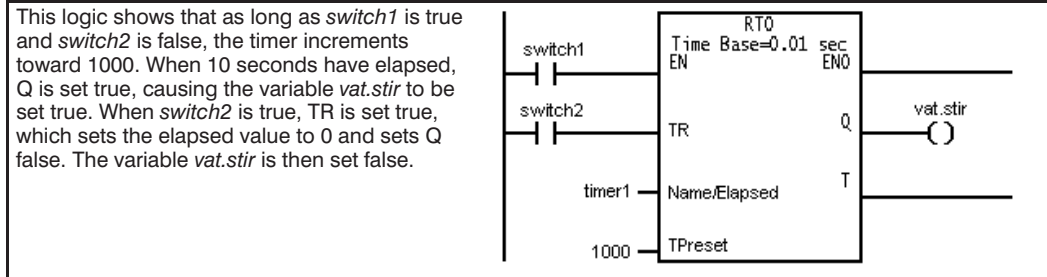 This logic shows that as long as switch1 is true
and switch2 is false, the timer increments
toward 1000. When 10 seconds have elapsed,
Q is set true, causing the variable vat.stir to be
set true. When switch2 is true, TR is set true,
which sets the elapsed value to 0 and sets Q
false. The variable vat.stir is then set false.
RTO
Time Base=0.01 sec
switch1
EN
ENO
switch2
TR
Q
vat.stir
timer1
Name/Elapsed
T
1000
TPreset